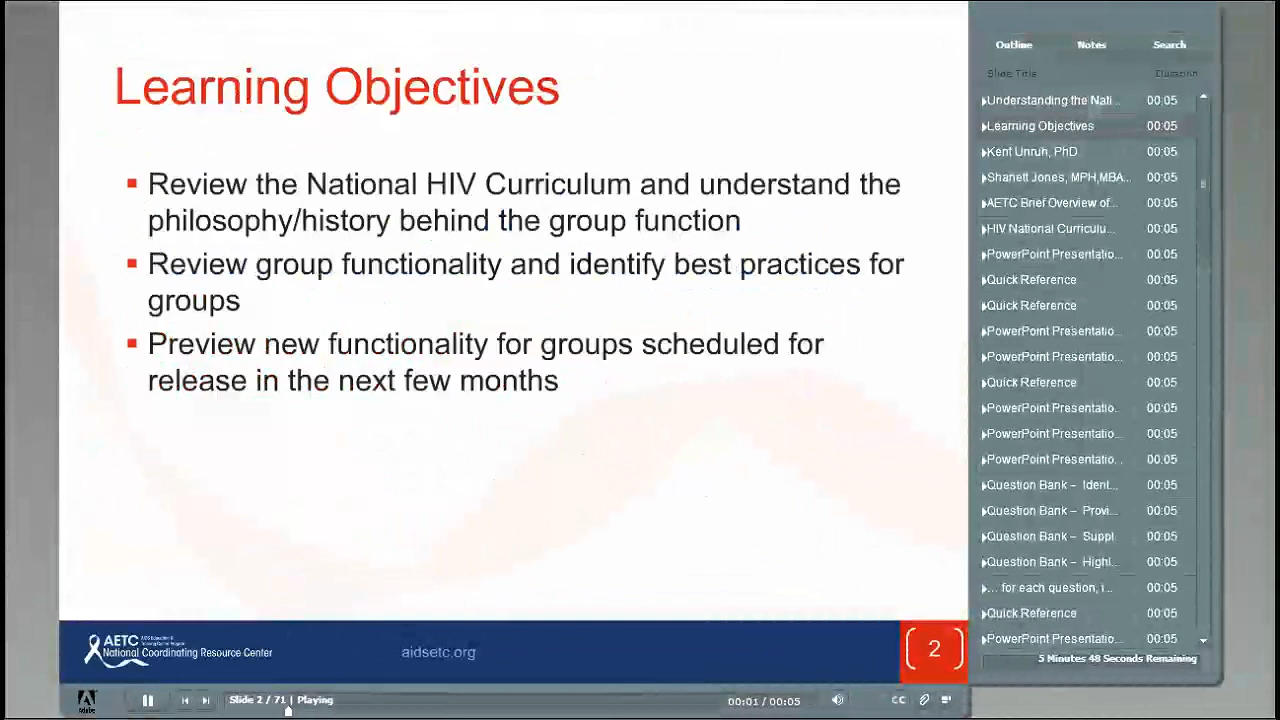 Learning Objectives
Review the National HIV Curriculum and understand the
philosophy/history behind the group function
Review group functionality and identify best practices for
groups
Preview new functionality for groups scheduled for
release in the next few months
AETC AIDS Education &
Training Center Program
National Coordinating Resource Center
aidsetc.org
2
Outline Notes Search
Slide Title Duration
Understanding the Nati... 00:05
Learning Objectives 00:05
Kent Unruh, PhD 00:05
Shanett Jones, MPH,MBA... 00:05
AETC Brief Overview of... 00:05
HIV National Curriculu... 00:05
PowerPoint Presentatio... 00:05
Quick Reference 00:05
Quick Reference 00:05
PowerPoint Presentatio... 00:05
PowerPoint Presentatio... 00:05
Quick Reference 00:05
PowerPoint Presentatio... 00:05
PowerPoint Presentatio... 00:05
PowerPoint Presentatio... 00:05
Question Bank – Ident... 00:05
Question Bank – Provi... 00:05
Question Bank – Suppl 00:05
Question Bank – Highl... 00:05
... for each question, i... 00:05
Quick Reference 00:05
PowerPoint Presentatio... 00:05
5 Minutes 48 Seconds Remaining
Adobe
Slide 2 / 71 | Playing
00:01 / 00:05
CC